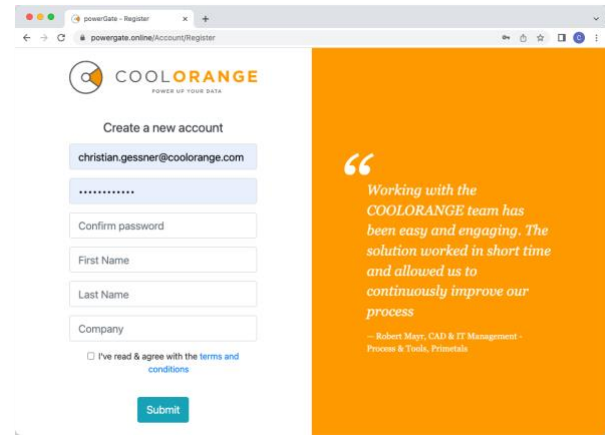 powerGate - Register
powergate.online/Account/Register
COOLORANGE
POWER UP YOUR DATA
Create a new account
christian.gessner@coolorange.com
••••••••••••
Confirm password
First Name
Last Name
Company
I've read & agree with the terms and
conditions
Submit
“
Working with the
COOLORANGE team has
been easy and engaging. The
solution worked in short time
and allowed us to
continuously improve our
process
— Robert Mayr, CAD & IT Management -
Process & Tools, Primetals